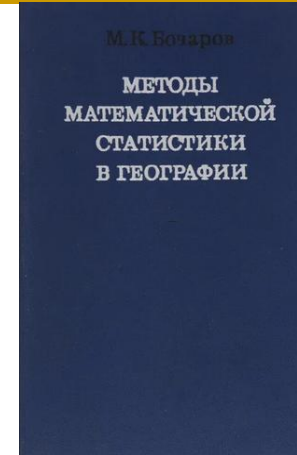 М.К. Бочаров
МЕТОДЫ
МАТЕМАТИЧЕСКОЙ
СТАТИСТИКИ
В ГЕОГРАФИИ